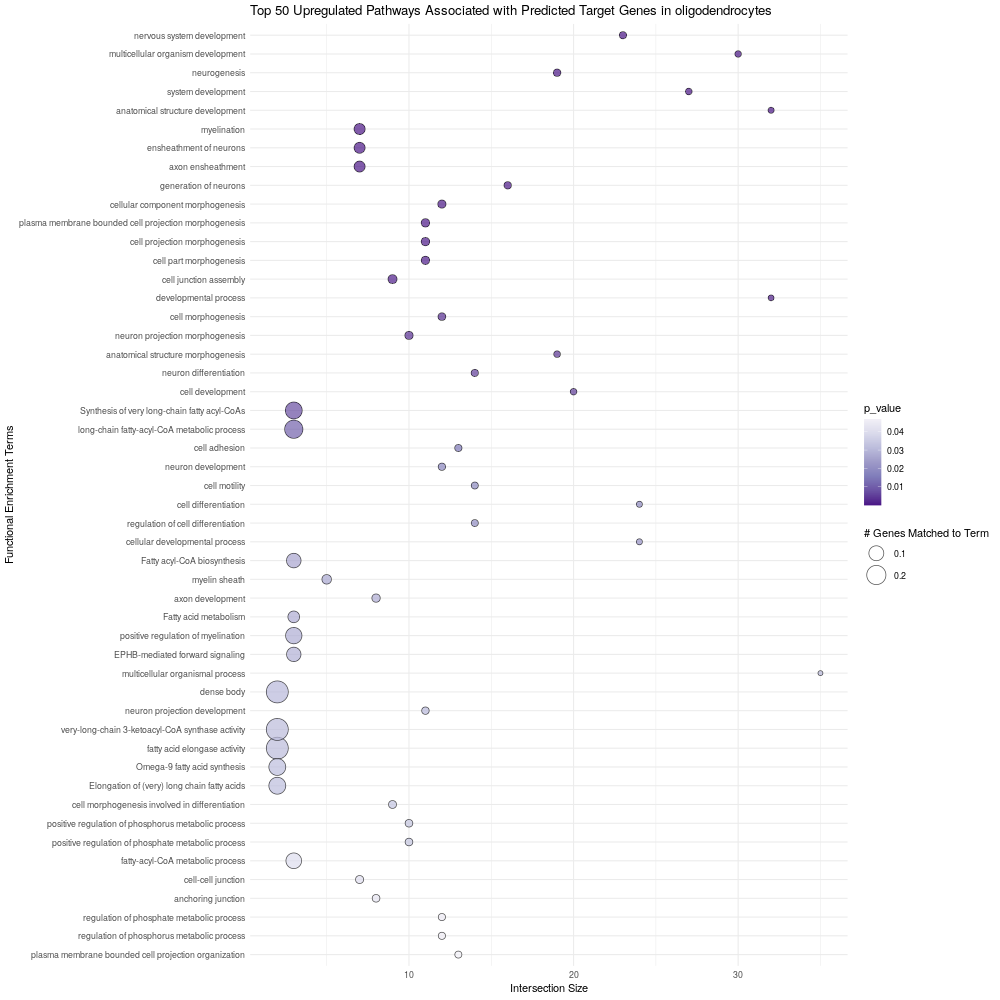 Top 50 Upregulated Pathways Associated with Predicted Target Genes in oligodendrocytes
Functional Enrichment Terms
nervous system development
multicellular organism development
neurogenesis
system development
anatomical structure development
myelination
ensheathment of neurons
axon ensheathment
generation of neurons
cellular component morphogenesis
plasma membrane bounded cell projection morphogenesis
cell projection morphogenesis
cell part morphogenesis
cell junction assembly
developmental process
cell morphogenesis
neuron projection morphogenesis
anatomical structure morphogenesis
neuron differentiation
cell development
Synthesis of very long-chain fatty acyl-CoAs
long-chain fatty-acyl-CoA metabolic process
cell adhesion
neuron development
cell motility
cell differentiation
regulation of cell differentiation
cellular developmental process
Fatty acyl-CoA biosynthesis
myelin sheath
axon development
Fatty acid metabolism
positive regulation of myelination
EPHB-mediated forward signaling
multicellular organismal process
dense body
neuron projection development
very-long-chain 3-ketoacyl-CoA synthase activity
fatty acid elongase activity
Omega-9 fatty acid synthesis
Elongation of (very) long chain fatty acids
cell morphogenesis involved in differentiation
positive regulation of phosphorus metabolic process
positive regulation of phosphate metabolic process
fatty-acyl-CoA metabolic process
cell-cell junction
anchoring junction
regulation of phosphate metabolic process
regulation of phosphorus metabolic process
plasma membrane bounded cell projection organization
10 20 30
Intersection Size
p_value
0.04
0.03
0.02
0.01
# Genes Matched to Term
0.1
0.2